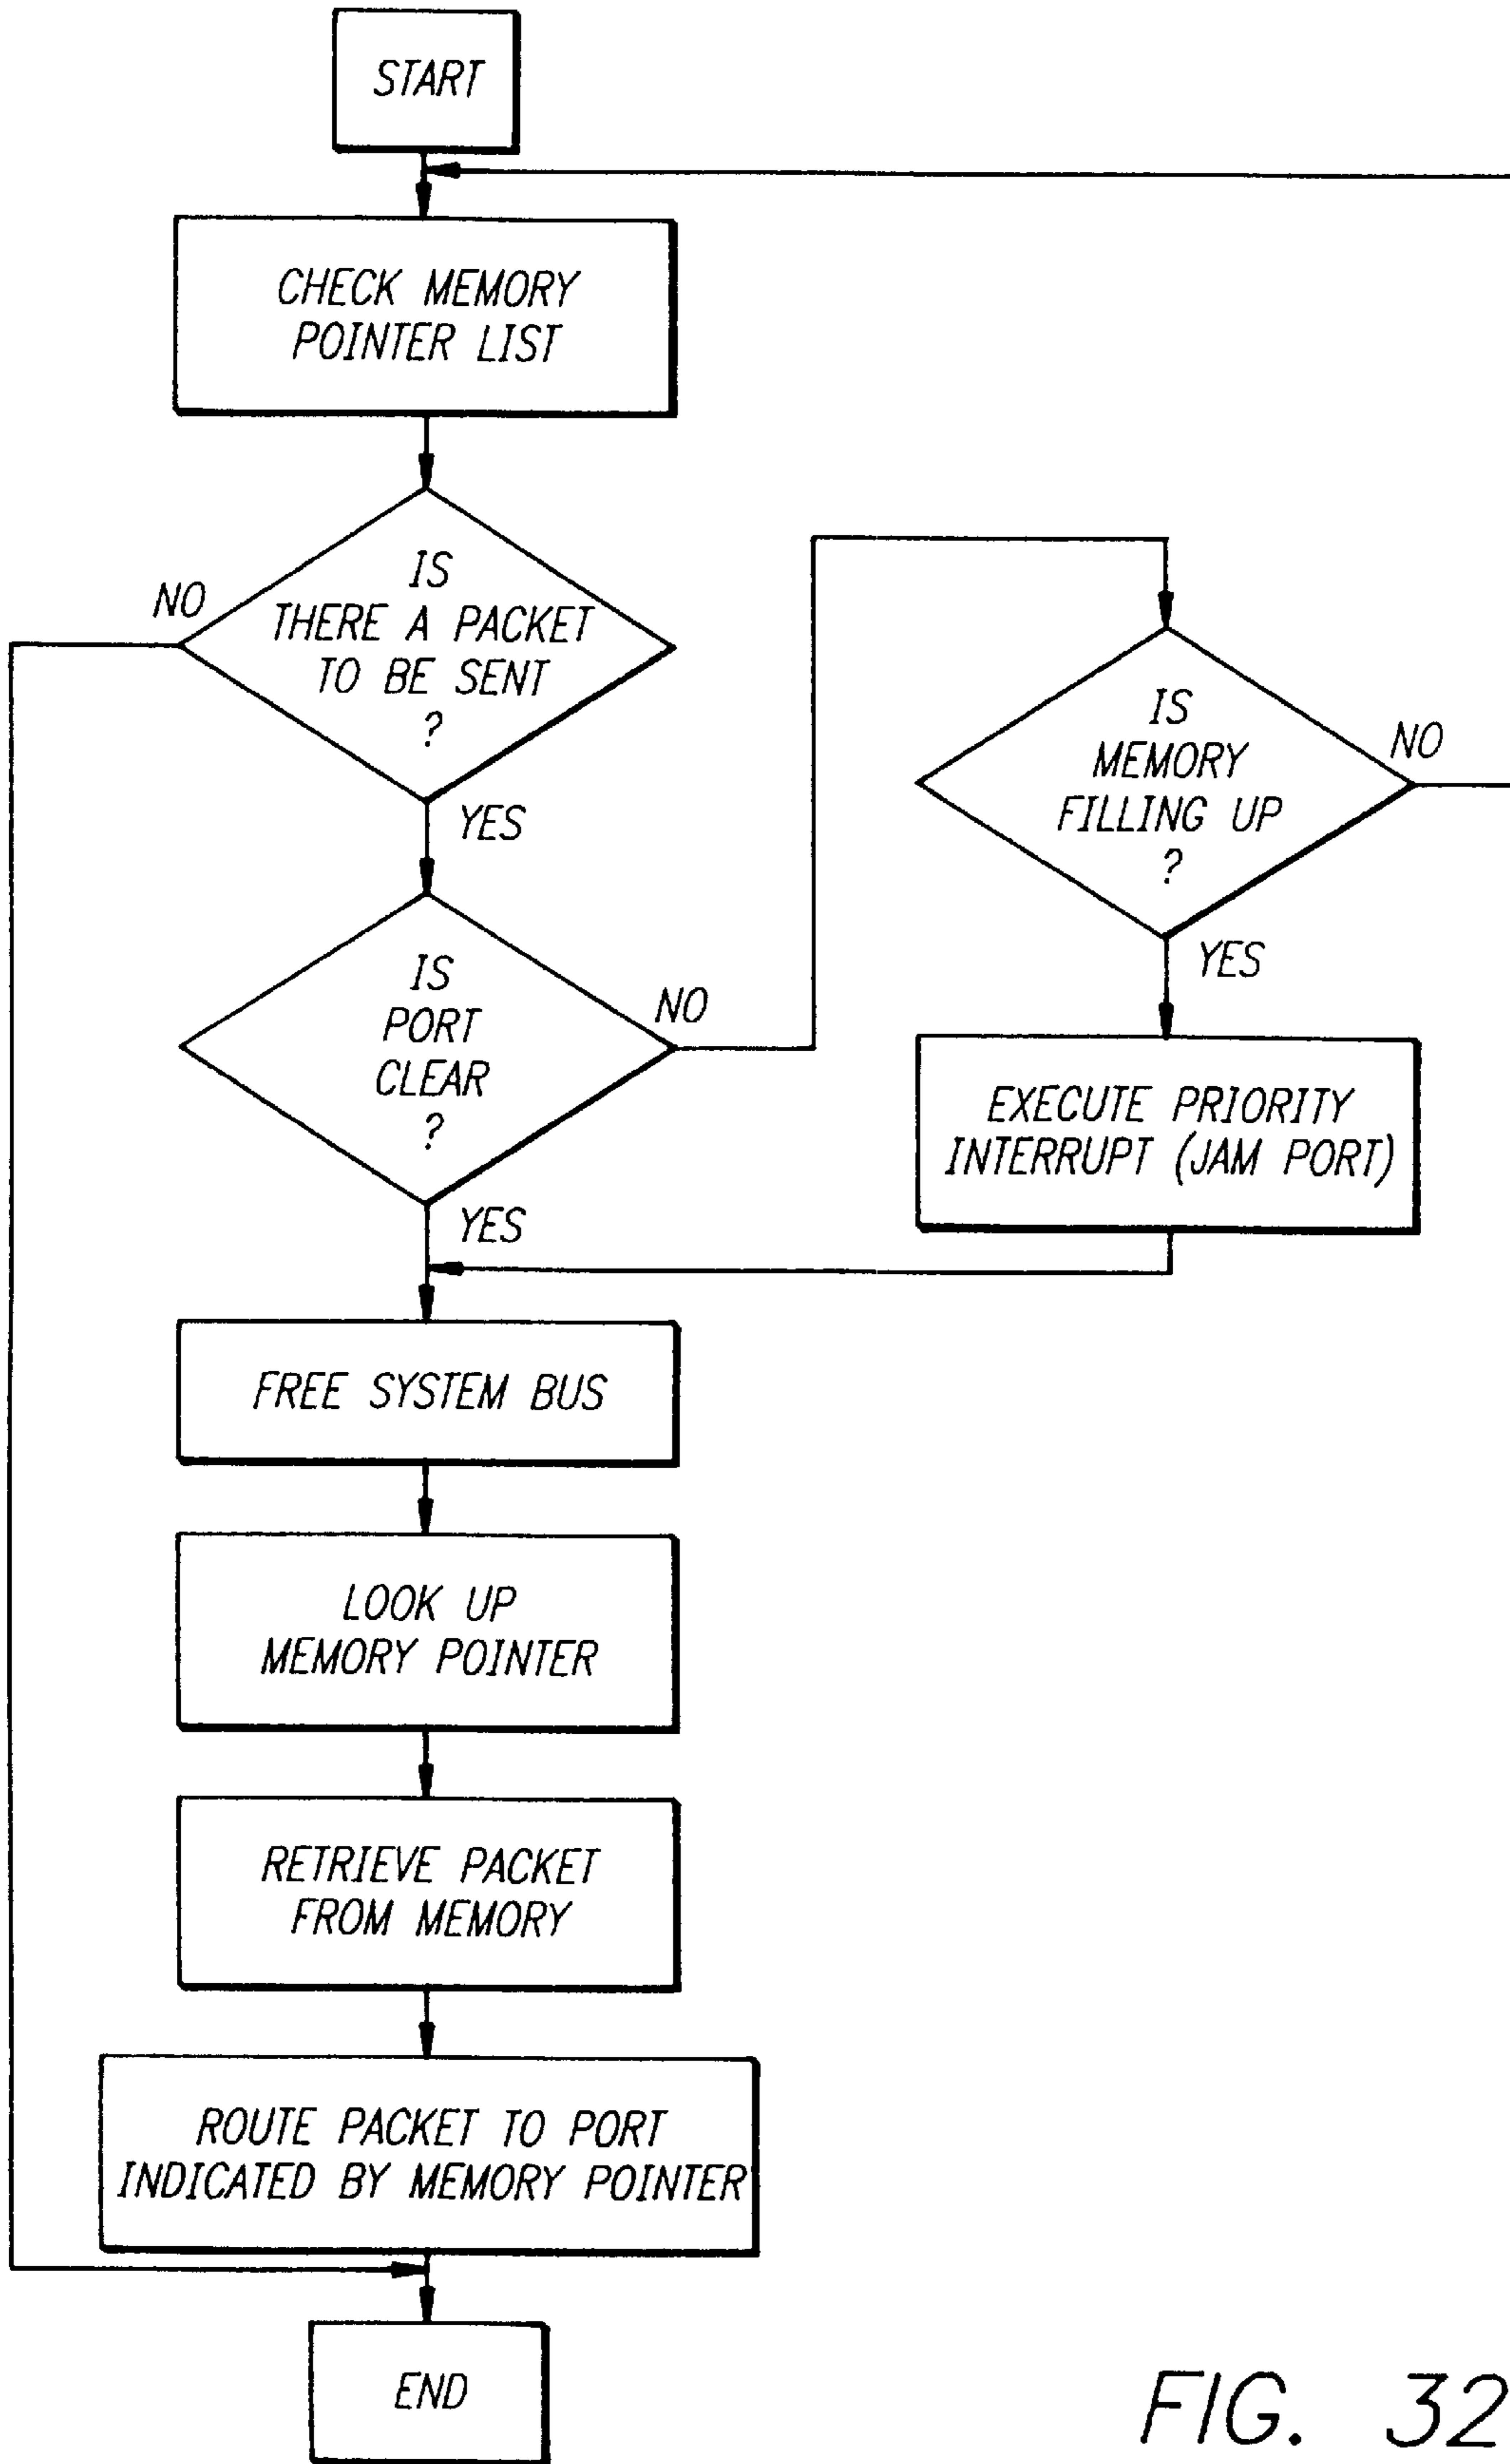 START
CHECK MEMORY
POINTER LIST
IS
THERE A PACKET
TO BE SENT
?
NO
YES
IS
PORT
CLEAR
?
NO
YES
IS
MEMORY
FILLING UP
?
NO
YES
EXECUTE PRIORITY
INTERRUPT (JAM PORT)
FREE SYSTEM BUS
LOOK UP
MEMORY POINTER
RETRIEVE PACKET
FROM MEMORY
ROUTE PACKET TO PORT
INDICATED BY MEMORY POINTER
END
FIG. 32